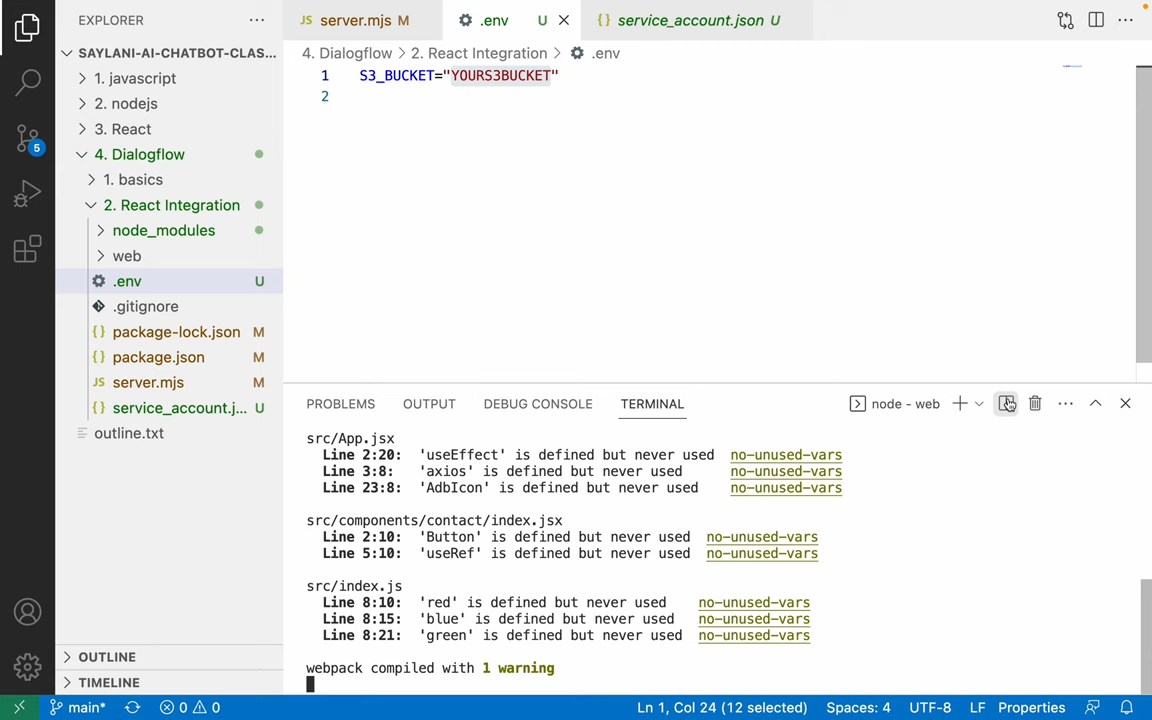 EXPLORER
SAYLANI-AI-CHATBOT-CLAS...
1. javascript
2. nodejs
3. React
4. Dialogflow
1. basics
2. React Integration
node_modules
web
.env U
.gitignore
package-lock.json M
package.json M
JS server.mjs M
service_account.j... U
outline.txt
OUTLINE
TIMELINE
5
JS server.mjs M
.env U
{} service_account.json U
4. Dialogflow > 2. React Integration > .env
1 S3_BUCKET="YOURS3BUCKET"
2
PROBLEMS OUTPUT DEBUG CONSOLE TERMINAL
node - web
src/App.jsx
Line 2:20: 'useEffect' is defined but never used no-unused-vars
Line 3:8: 'axios' is defined but never used no-unused-vars
Line 23:8: 'AdbIcon' is defined but never used no-unused-vars
src/components/contact/index.jsx
Line 2:10: 'Button' is defined but never used no-unused-vars
Line 5:10: 'useRef' is defined but never used no-unused-vars
src/index.js
Line 8:10: 'red' is defined but never used no-unused-vars
Line 8:15: 'blue' is defined but never used no-unused-vars
Line 8:21: 'green' is defined but never used no-unused-vars
webpack compiled with 1 warning
main* 0 0 Ln 1, Col 24 (12 selected) Spaces: 4 UTF-8 LF Properties